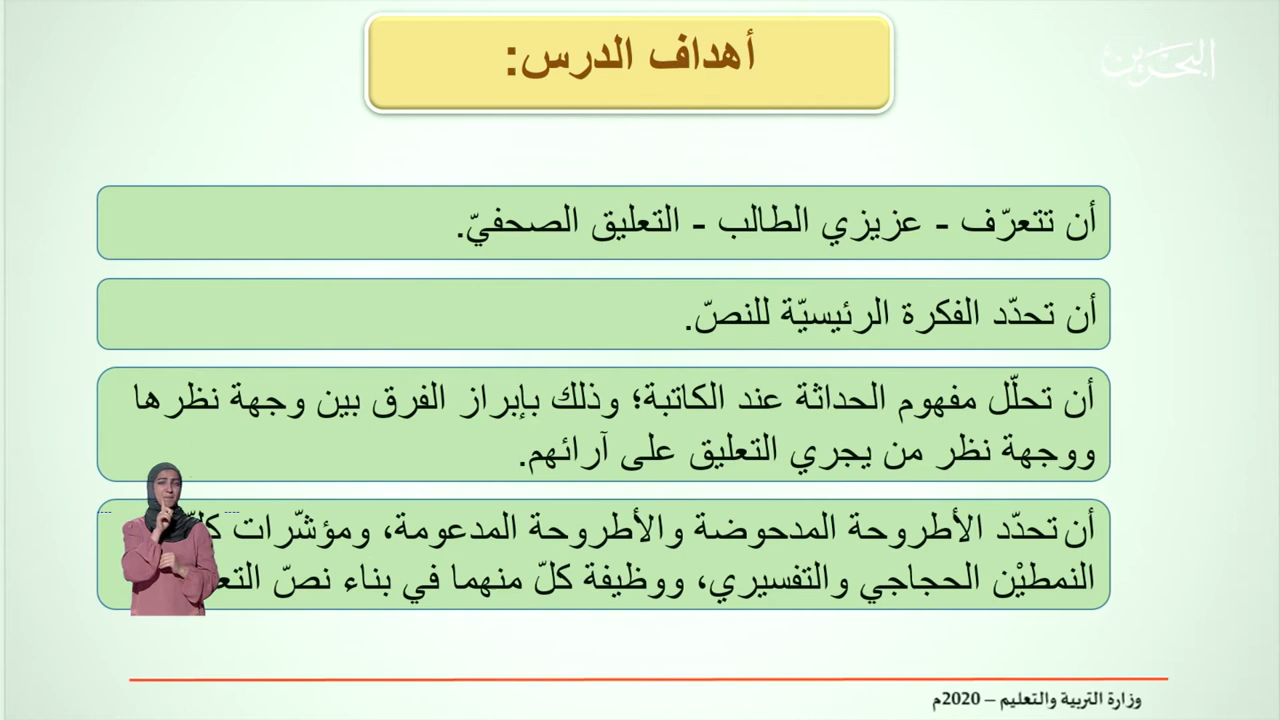 أهداف الدرس:
البحرين
أن تتعرّف - عزيزي الطالب - التعليق الصحفيّ.
أن تحدّد الفكرة الرئيسيّة للنصّ.
أن تحلّل مفهوم الحداثة عند الكاتبة؛ وذلك بإبراز الفرق بين وجهة نظرها
ووجهة نظر من يجري التعليق على آرائهم.
أن تحدّد الأطروحة المدحوضة والأطروحة المدعومة، ومؤشّرات
النمطيْن الحجاجي والتفسيري، ووظيفة كلّ منهما في بناء نصّ
وزارة التربية والتعليم – 2020م